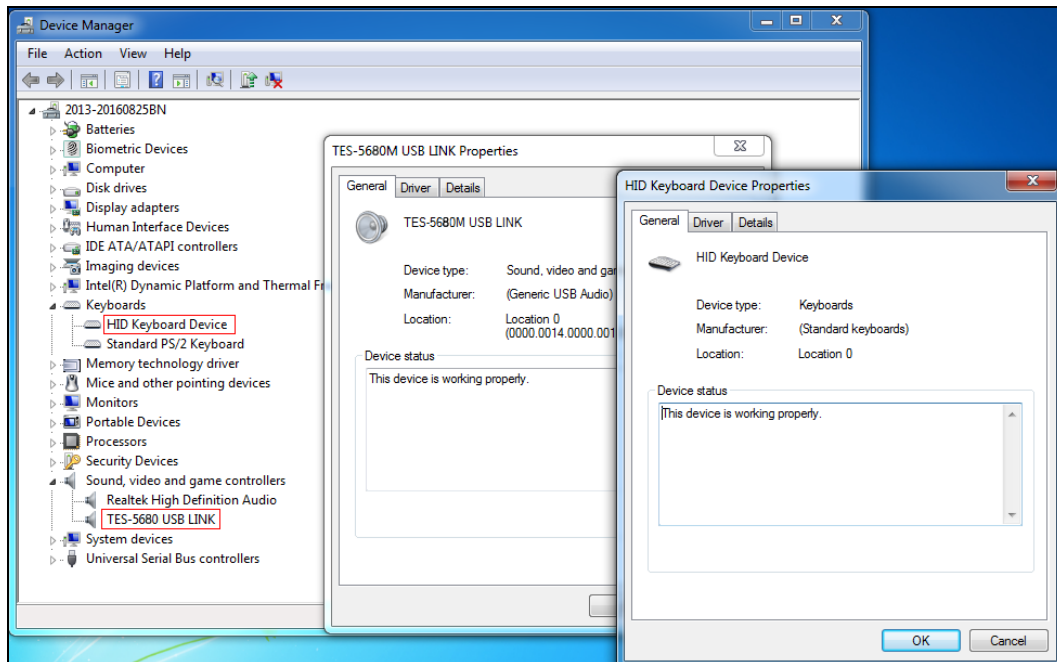 Device Manager
File Action View Help
2013-20160825BN
Batteries
Biometric Devices
Computer
Disk drives
Display adapters
Human Interface Devices
IDE ATA/ATAPI controllers
Imaging devices
Intel(R) Dynamic Platform and Thermal Fr
Keyboards
HID Keyboard Device
Standard PS/2 Keyboard
Memory technology driver
Mice and other pointing devices
Monitors
Portable Devices
Processors
Security Devices
Sound, video and game controllers
Realtek High Definition Audio
TES-5680 USB LINK
System devices
Universal Serial Bus controllers
TES-5680M USB LINK Properties
General Driver Details
TES-5680M USB LINK
Device type: Sound, video and gar
Manufacturer: (Generic USB Audio)
Location: Location 0
(0000.0014.0000.001
Device status
This device is working properly.
HID Keyboard Device Properties
General Driver Details
HID Keyboard Device
Device type: Keyboards
Manufacturer: (Standard keyboards)
Location: Location 0
Device status
This device is working properly.
OK Cancel